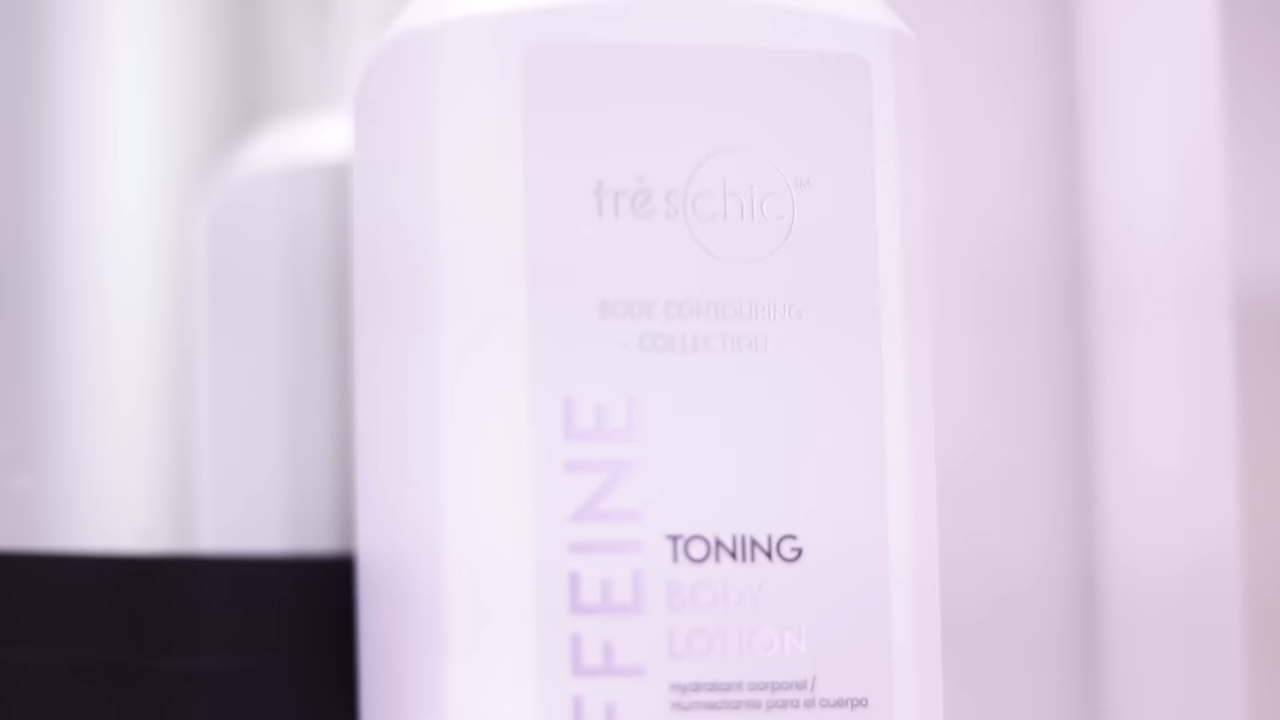 trèschic™
BODY CONTOURING
- COLLECTION
FFEINE
TONING
BODY
LOTION
hydratant corporel /
humectante para el cuerpo